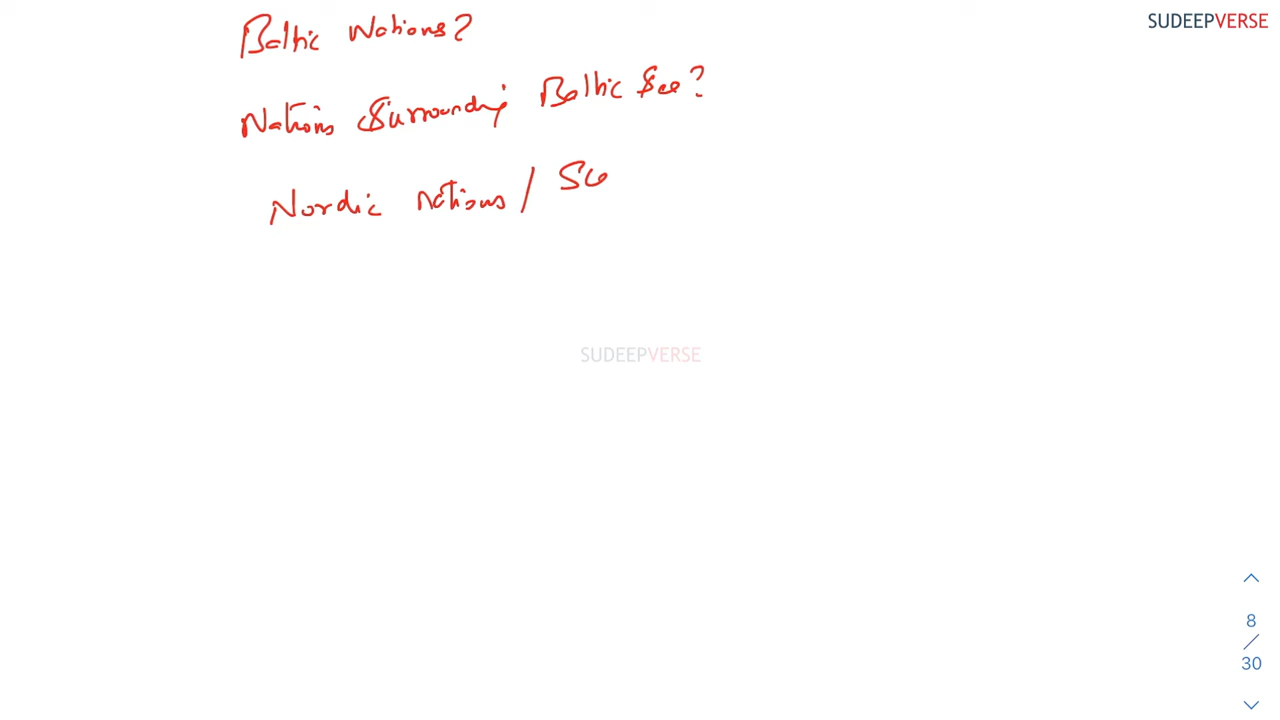 SUDEEPVERSE
Baltic Nations?
Nations Surrounding Baltic Sea?
Nordic nations / Sc
SUDEEPVERSE
8
/
30